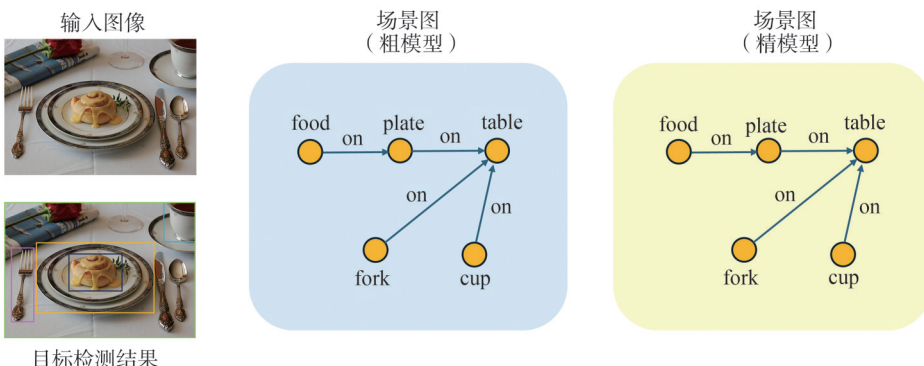 输入图像
目标检测结果
场景图
（粗模型）
food
on
plate
on
table
on
on
fork
cup
场景图
（精模型）
food
on
plate
on
table
on
on
fork
cup